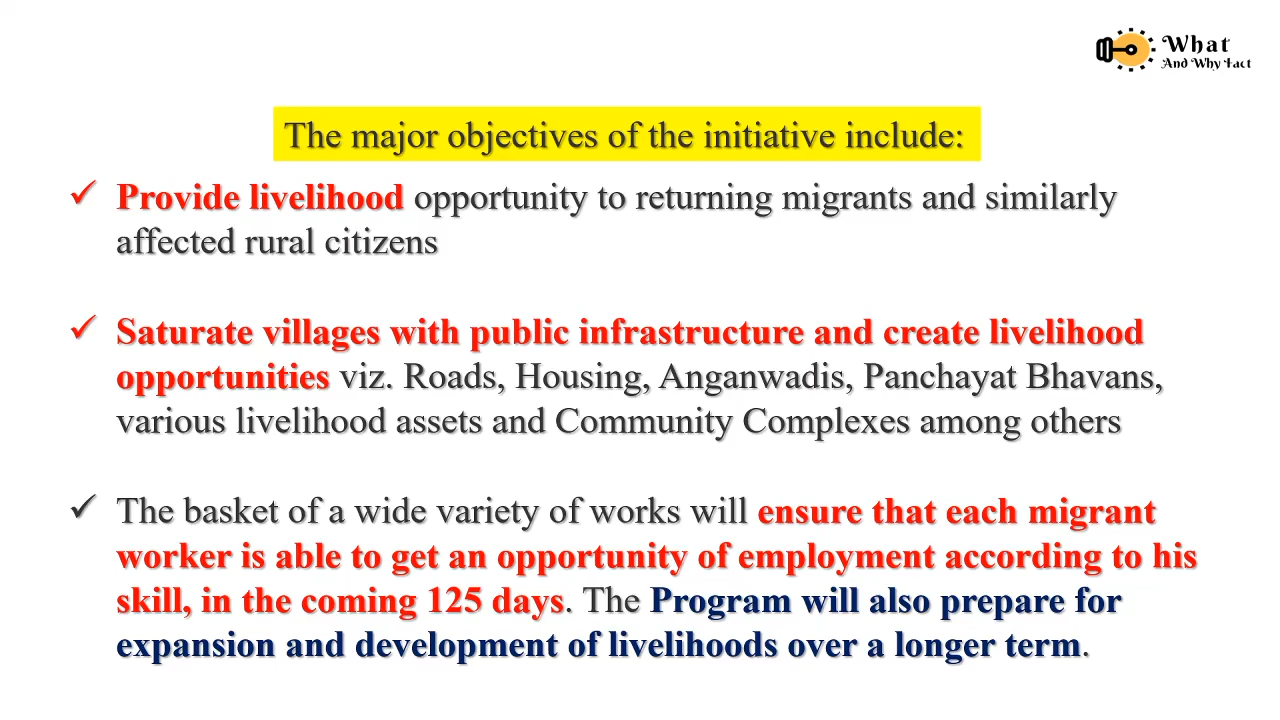 What
And Why Fact
The major objectives of the initiative include:
✓ Provide livelihood opportunity to returning migrants and similarly
affected rural citizens
✓ Saturate villages with public infrastructure and create livelihood
opportunities viz. Roads, Housing, Anganwadis, Panchayat Bhavans,
various livelihood assets and Community Complexes among others
✓ The basket of a wide variety of works will ensure that each migrant
worker is able to get an opportunity of employment according to his
skill, in the coming 125 days. The Program will also prepare for
expansion and development of livelihoods over a longer term.